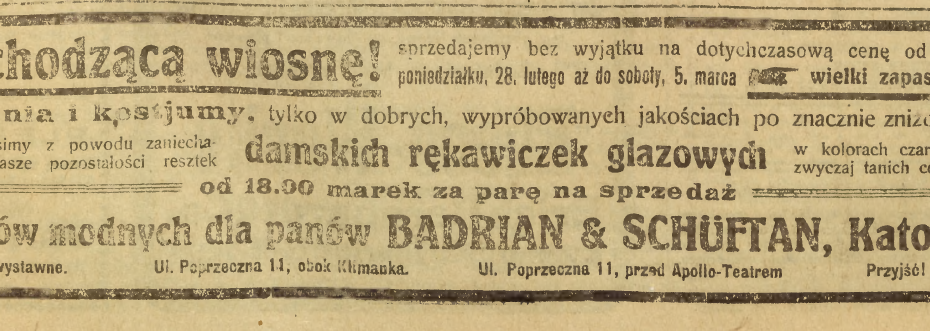 chodzącą wiosnę!
sprzedajemy bez wyjątku na dotychczasową cenę od
poniedziałku, 28. lutego aż do soboty, 5. marca ☛ wielki zapas
nia i kostjumy, tylko w dobrych, wypróbowanych jakościach po znacznie zniżo
simy z powodu zaniecha-
asze pozostałości resztek
damskich rękawiczek glazowych
w kolorach czar
zwyczaj tanich ce
od 18.00 marek za parę na sprzedaż
ów modnych dla panów BADRIAN & SCHÜFTAN, Kato
wystawne. Ul. Poprzeczna 11, obok Klimanka. Ul. Poprzeczna 11, przed Apollo-Teatrem Przyjść!